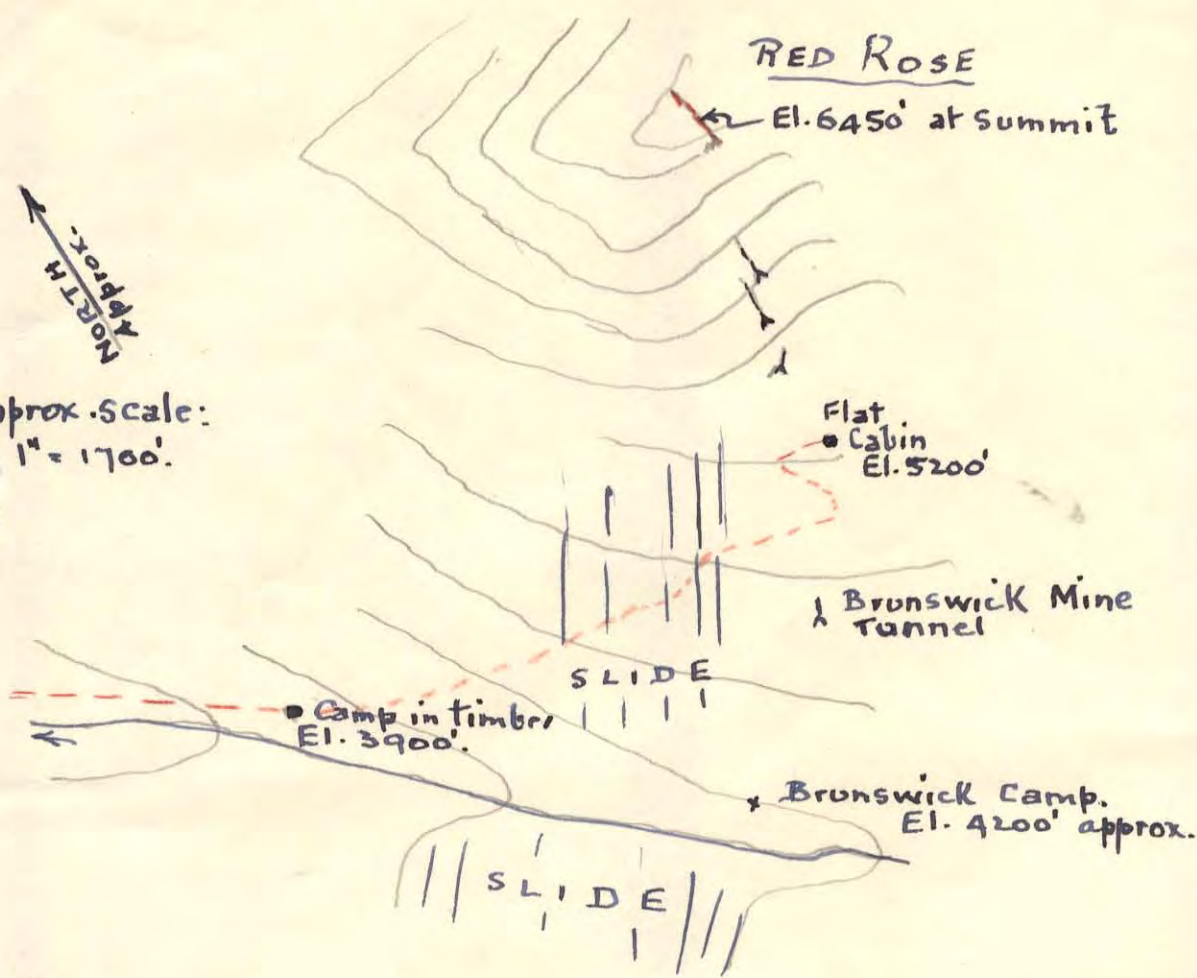 RED ROSE
El. 6450' at Summit
NORTH
Approx.
pprox. Scale:
1" = 1700'.
Flat
Cabin
El. 5200'
Brunswick Mine
Tunnel
SLIDE
Camp in timber
El. 3900'.
Brunswick Camp.
El. 4200' approx.
SLIDE